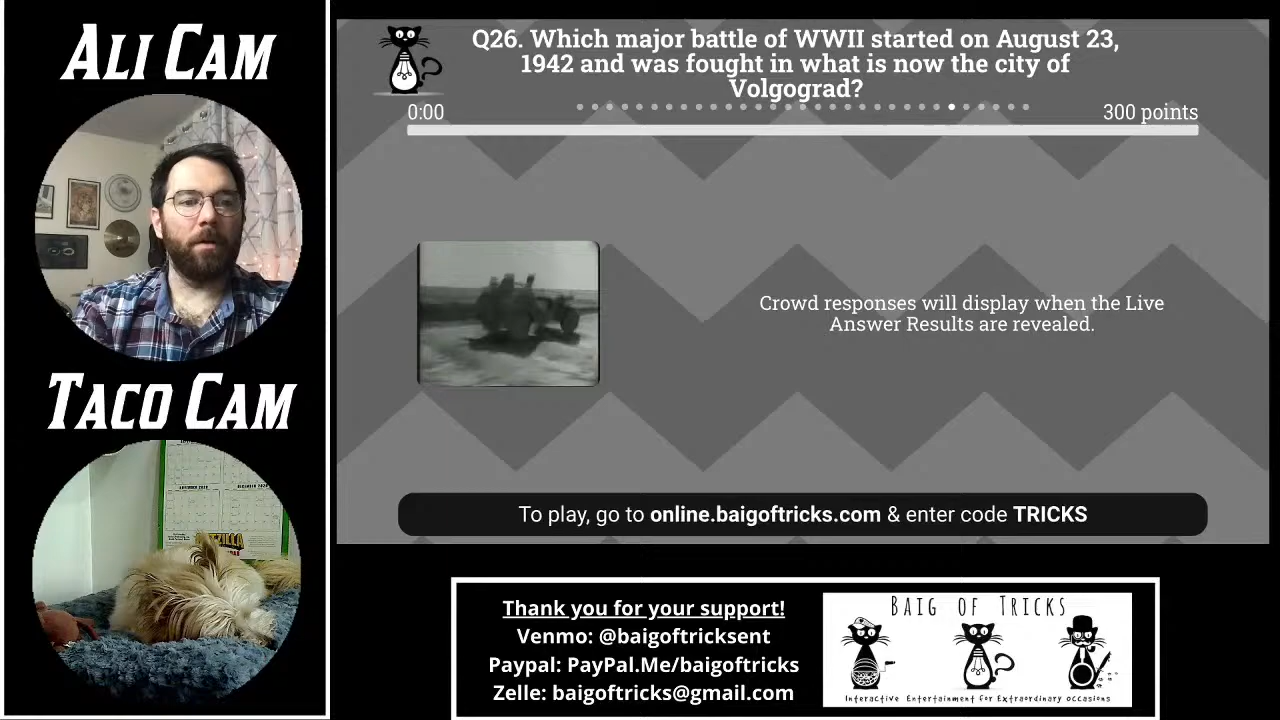 ALI CAM
TACO CAM
Q26. Which major battle of WWII started on August 23,
1942 and was fought in what is now the city of
Volgograd?
0:00
300 points
Crowd responses will display when the Live
Answer Results are revealed.
To play, go to online.baigoftricks.com & enter code TRICKS
Thank you for your support!
Venmo: @baigoftricksent
Paypal: PayPal.Me/baigoftricks
Zelle: baigoftricks@gmail.com
BAIG OF TRICKS
Interactive Entertainment for Extraordinary occasions